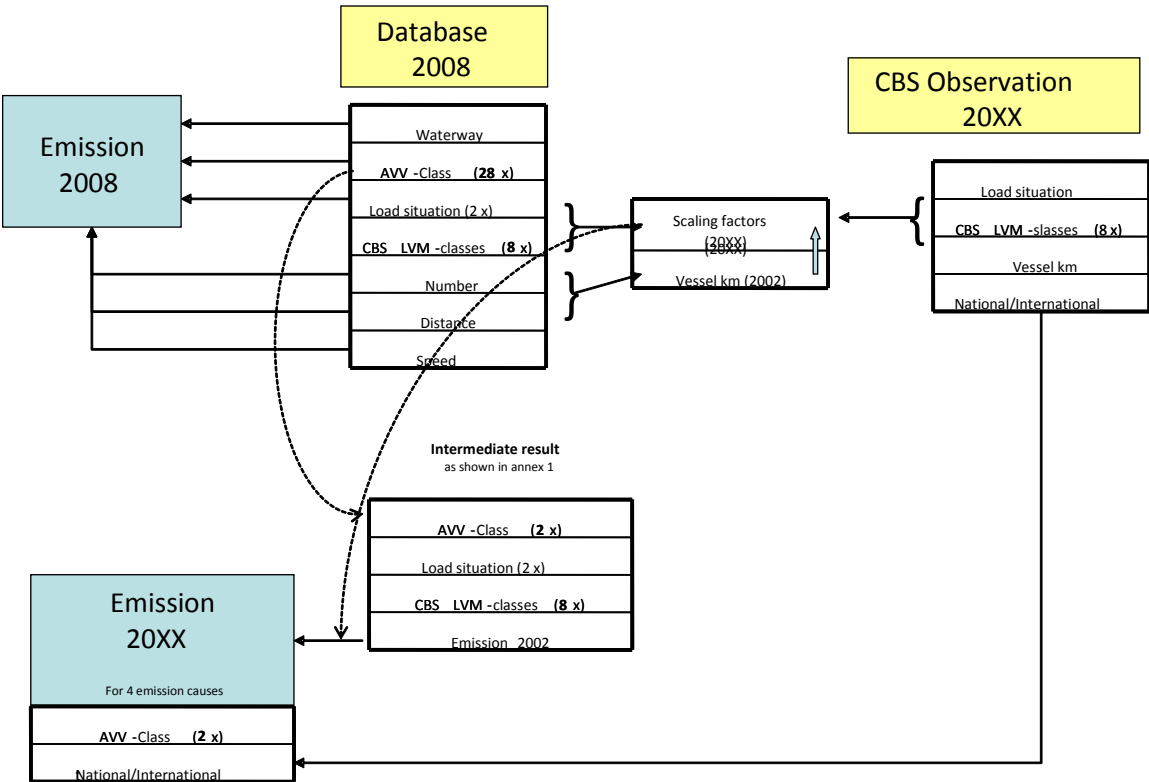 Database
2008
CBS Observation
20XX
Emission
2008
Waterway
AVV -Class (28 x)
Load situation (2 x)
CBS LVM -classes (8 x)
Number
Distance
Speed
}
}
Scaling factors
(20XX)
(20XX)
Vessel km (2002)
{
Load situation
CBS LVM -slasses (8 x)
Vessel km
National/International
Intermediate result
as shown in annex 1
AVV -Class (2 x)
Load situation (2 x)
CBS LVM -classes (8 x)
Emission 2002
Emission
20XX
For 4 emission causes
AVV -Class (2 x)
National/International